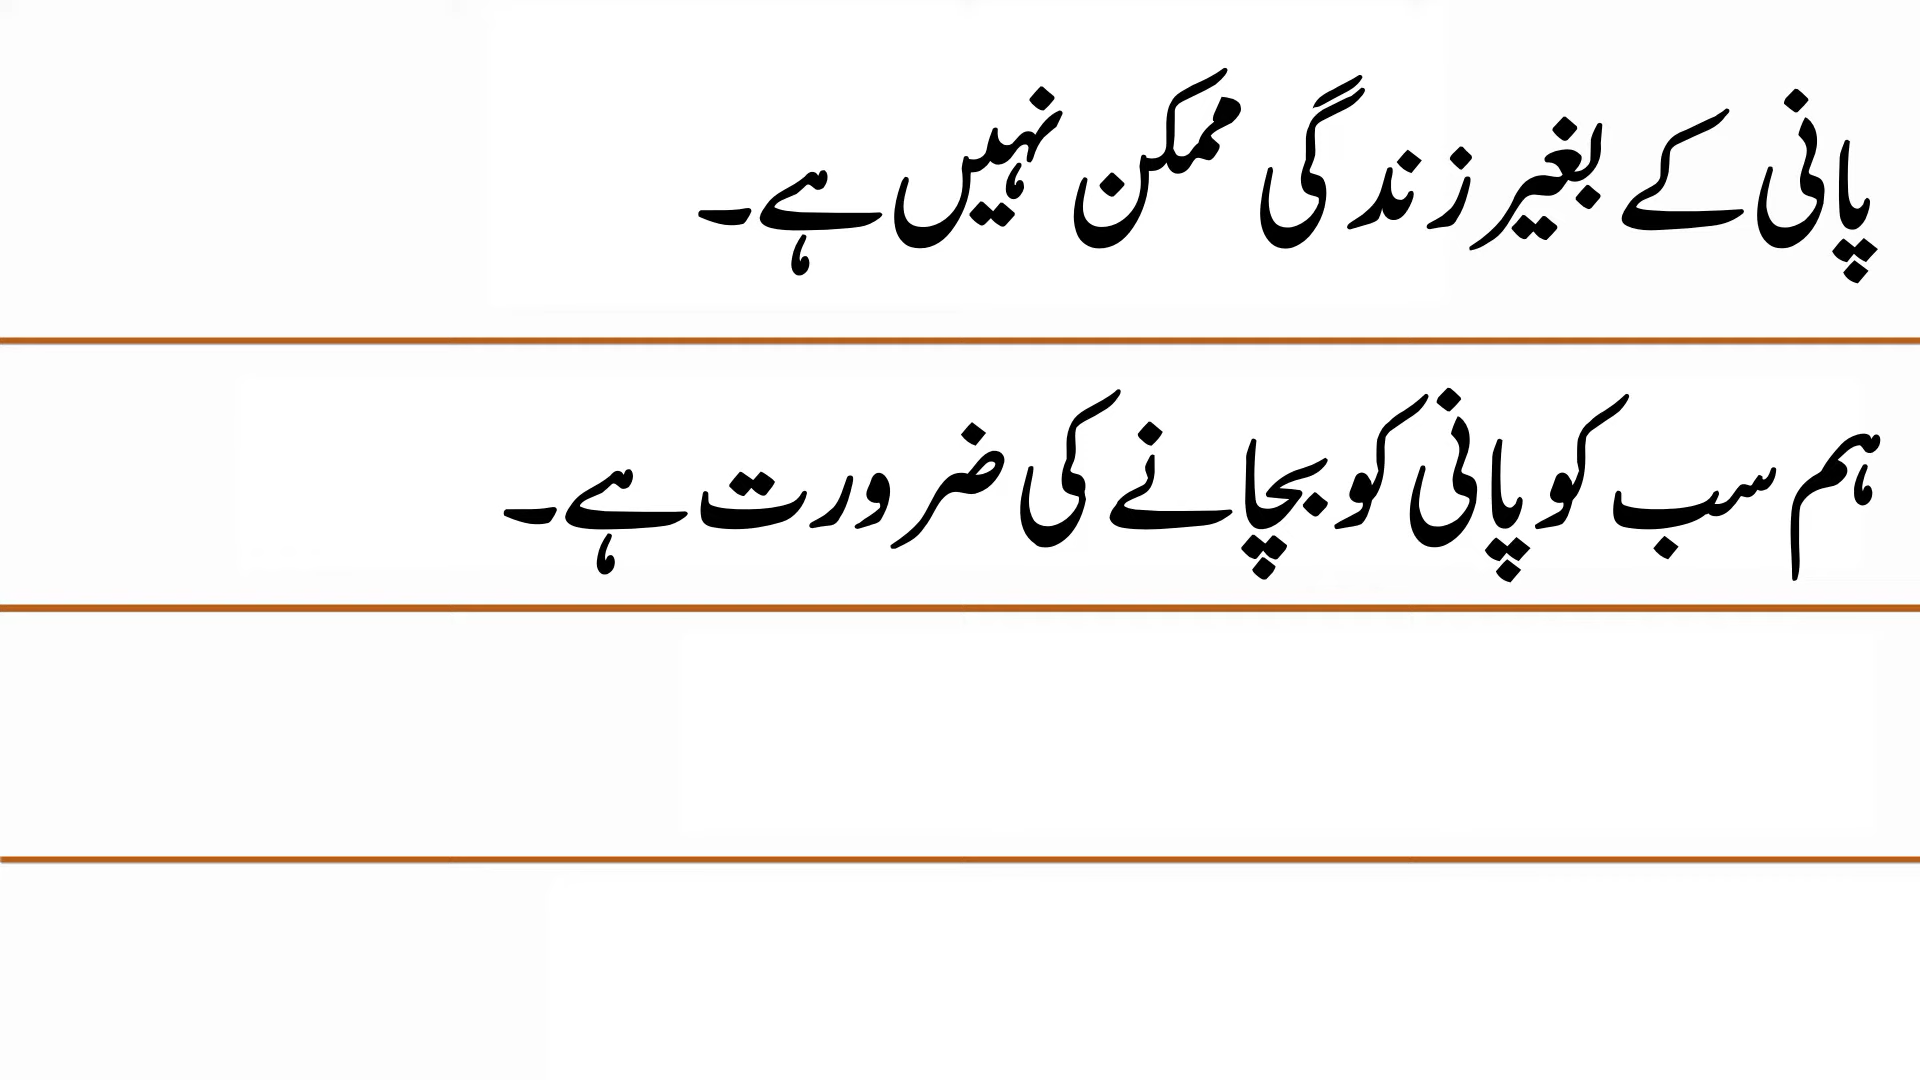 پانی کے بغیر زندگی ممکن نہیں ہے۔
ہم سب کو پانی کو بچانے کی ضرورت ہے۔